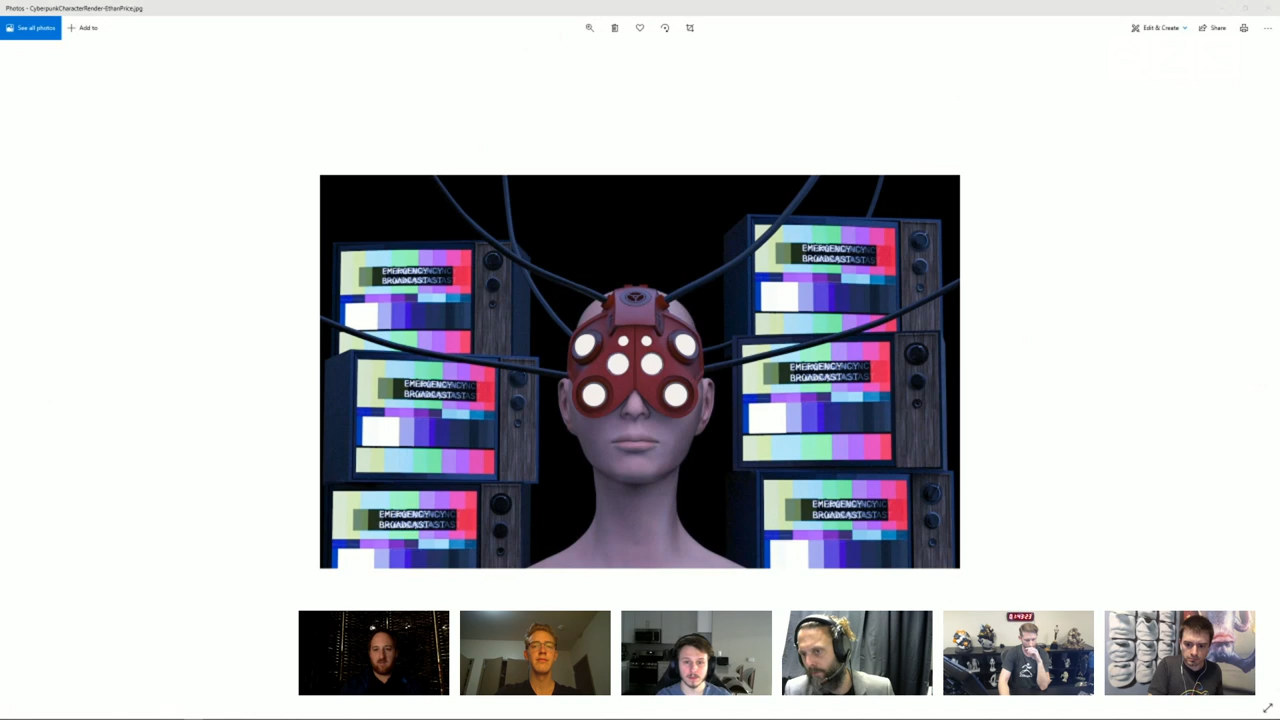 Photos - CyberpunkCharacterRender-EthanPrice.jpg
See all photos
Add to
Edit & Create
Share
EMERGENCY
BROADCAST
EMERGENCY
BROADCAST
EMERGENCY
BROADCAST
EMERGENCY
BROADCAST
EMERGENCY
BROADCAST
EMERGENCY
BROADCAST